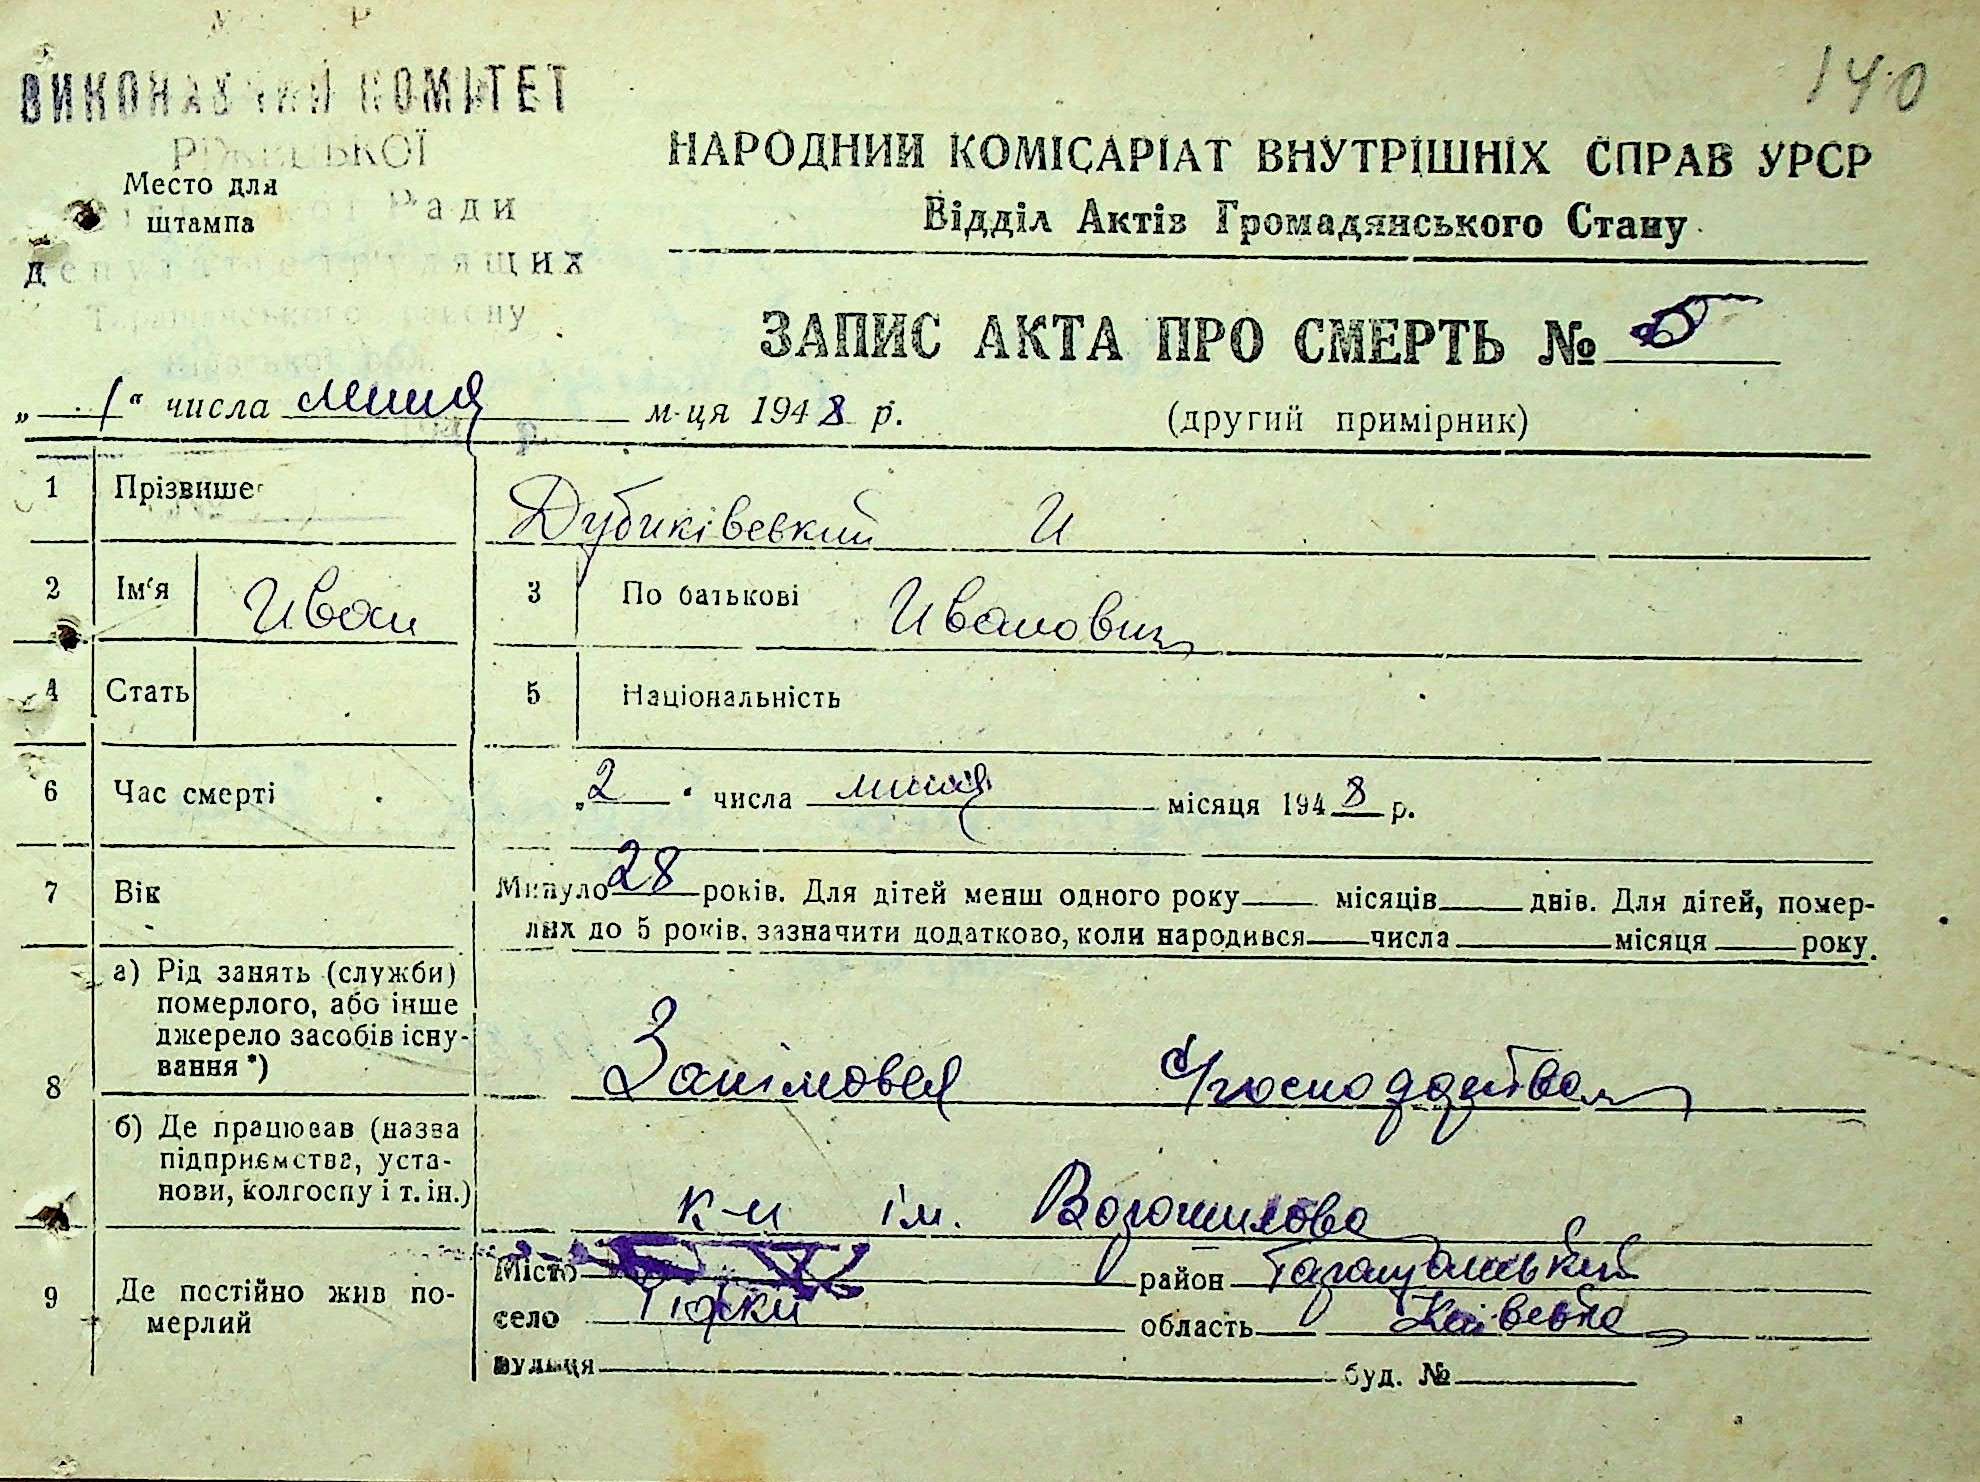 140
ВИКОНАВЧИЙ КОМІТЕТ
РІЖКІВСЬКОЇ
Место для
штампа
Ради
депутатів трудящих
Таращанського району
НАРОДНИЙ КОМІСАРІАТ ВНУТРІШНІХ СПРАВ УРСР
Відділ Актів Громадянського Стану
ЗАПИС АКТА ПРО СМЕРТЬ № 5
„ 1 “ числа липня м-ця 1948 р.
(другий примірник)
1 Прізвище Дубиківський И
2 Ім‘я Иван 3 По батькові Иванович
4 Стать 5 Національність
6 Час смерті „2“ числа липня місяця 1948 р.
7 Вік Минуло 28 років. Для дітей менш одного року місяців днів. Для дітей, помер-
лих до 5 років, зазначити додатково, коли народився числа місяця року.
8 а) Рід занять (служби)
померлого, або інше
джерело засобів існу-
вання *)
с/господарством
б) Де працював (назва
підприємства, уста-
нови, колгоспу і т. ін.)
к-п ім. Ворошилова
9 Де постійно жив по-
мерлий
Місто район Таращанський
село область Київська
вулиця буд. №